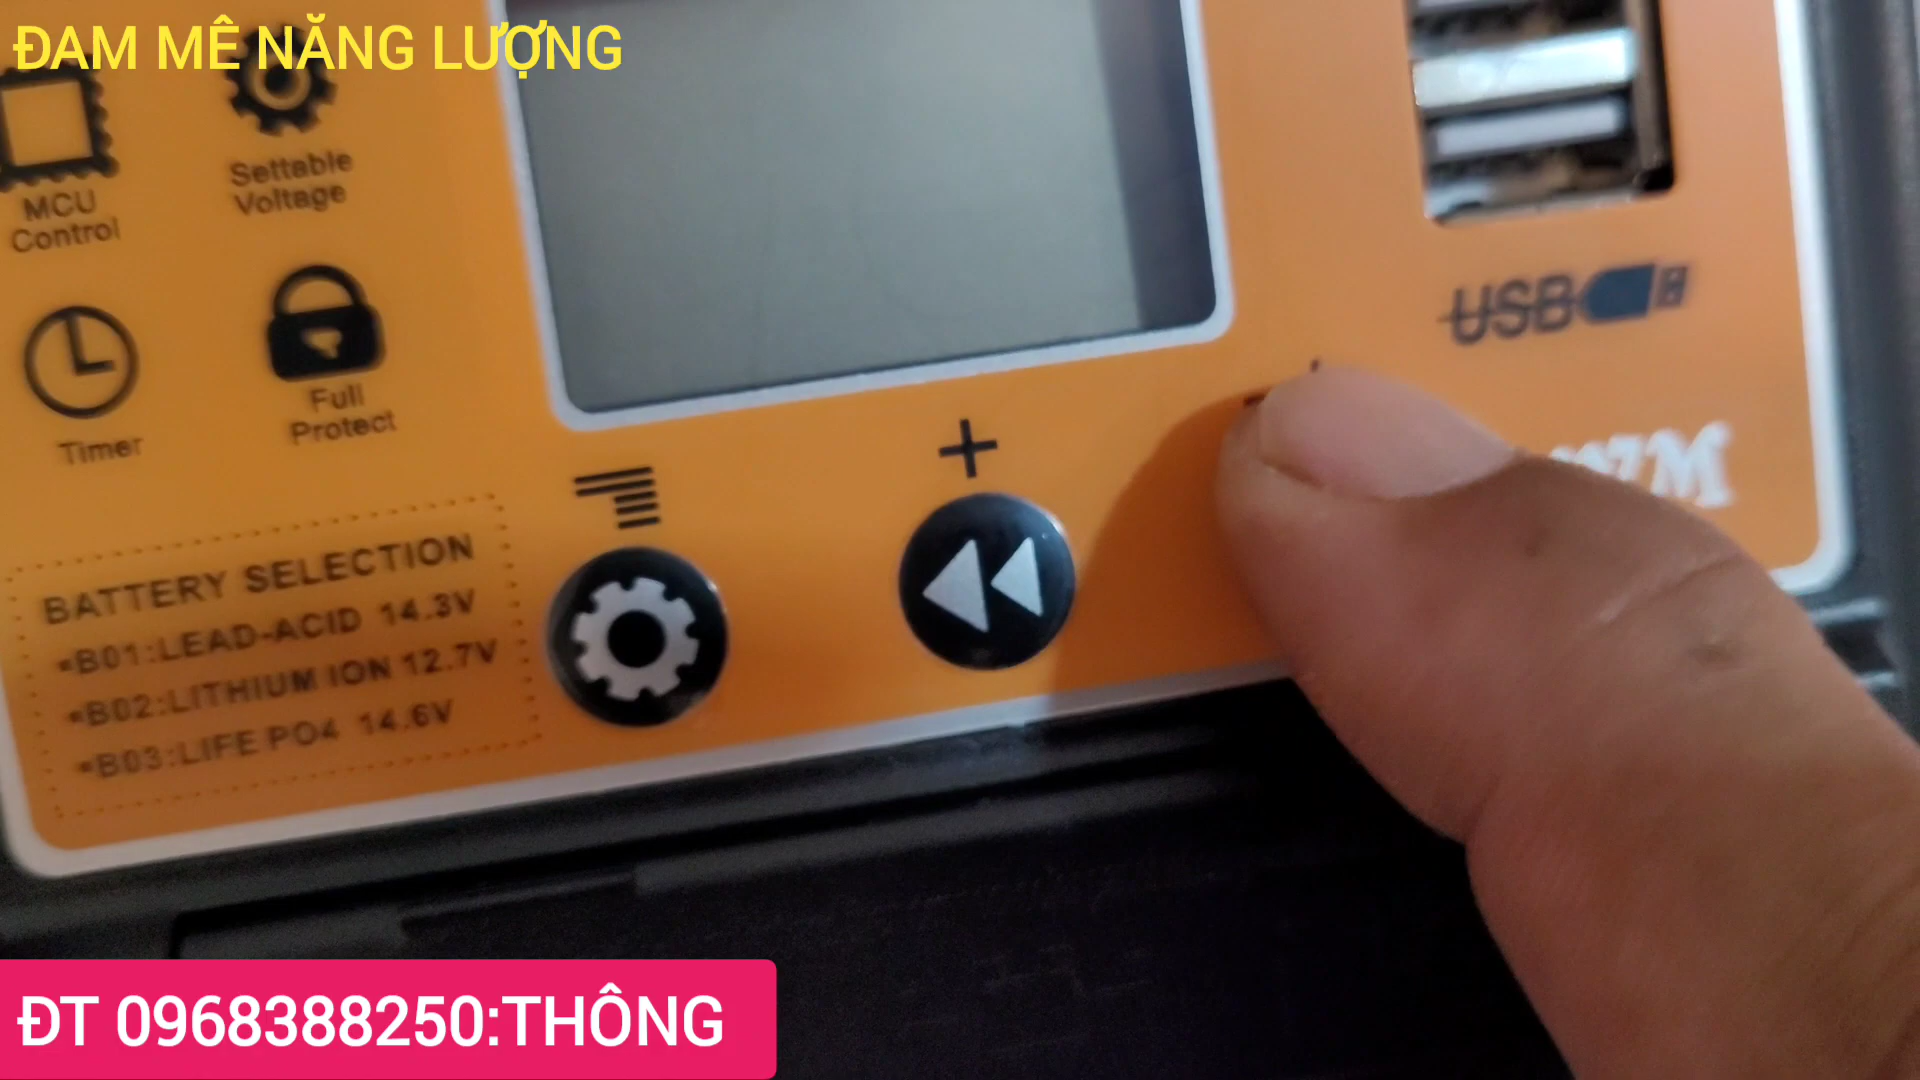 ĐAM MÊ NĂNG LƯỢNG
MCU
Control
Settable
Voltage
Timer
Full
Protect
USB
+
BATTERY SELECTION
B01:LEAD-ACID 14.3V
B02:LITHIUM ION 12.7V
B03:LIFE PO4 14.6V
ĐT 0968388250:THÔNG